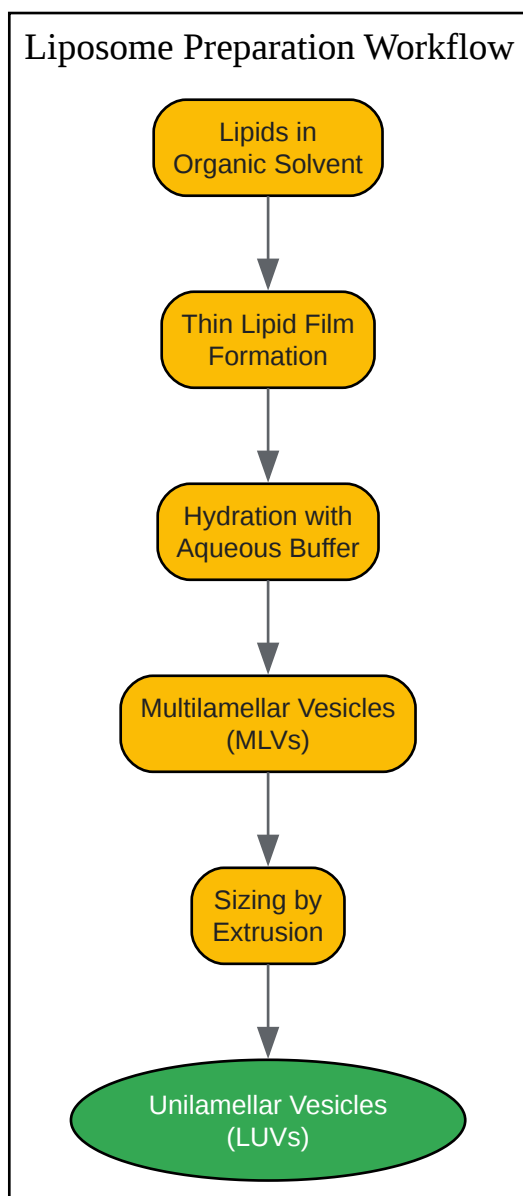 Liposome Preparation Workflow
Lipids in
Organic Solvent
Thin Lipid Film
Formation
Hydration with
Aqueous Buffer
Multilamellar Vesicles
(MLVs)
Sizing by
Extrusion
Unilamellar Vesicles
(LUVs)